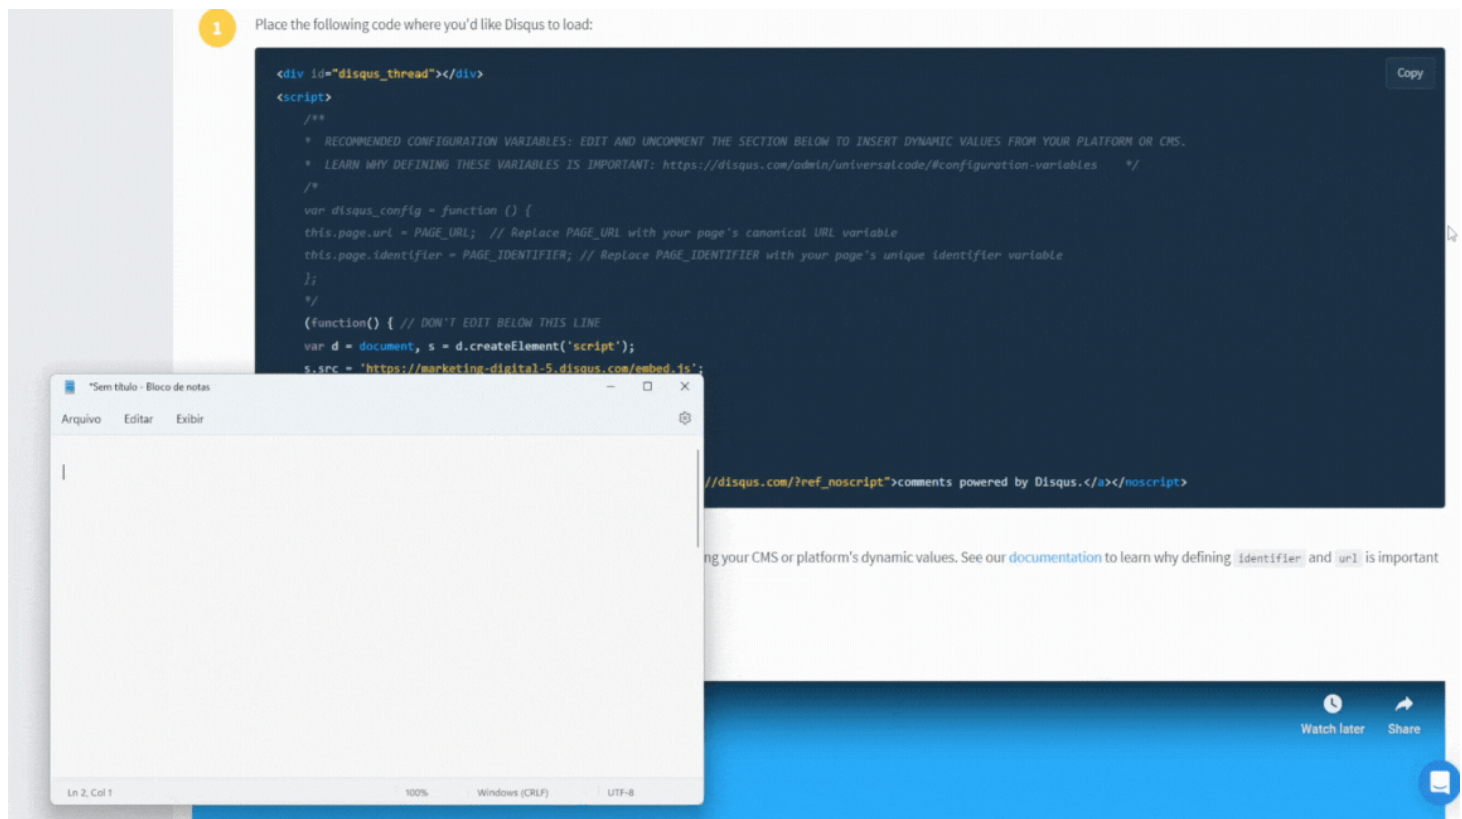 1
Place the following code where you'd like Disqus to load:
Copy
<div id="disqus_thread"></div>
<script>
/**
*  RECOMMENDED CONFIGURATION VARIABLES: EDIT AND UNCOMMENT THE SECTION BELOW TO INSERT DYNAMIC VALUES FROM YOUR PLATFORM OR CMS.
*  LEARN WHY DEFINING THESE VARIABLES IS IMPORTANT: https://disqus.com/admin/universalcode/#configuration-variables    */
/*
var disqus_config = function () {
this.page.url = PAGE_URL;  // Replace PAGE_URL with your page's canonical URL variable
this.page.identifier = PAGE_IDENTIFIER; // Replace PAGE_IDENTIFIER with your page's unique identifier variable
};
*/
(function() { // DON'T EDIT BELOW THIS LINE
var d = document, s = d.createElement('script');
s.src = 'https://marketing-digital-5.disqus.com/embed.js';
//disqus.com/?ref_noscript">comments powered by Disqus.</a></noscript>
ng your CMS or platform's dynamic values. See our documentation to learn why defining identifier and url is important
*Sem título - Bloco de notas
Arquivo Editar Exibir
Ln 2, Col 1 100% Windows (CRLF) UTF-8
Watch later Share